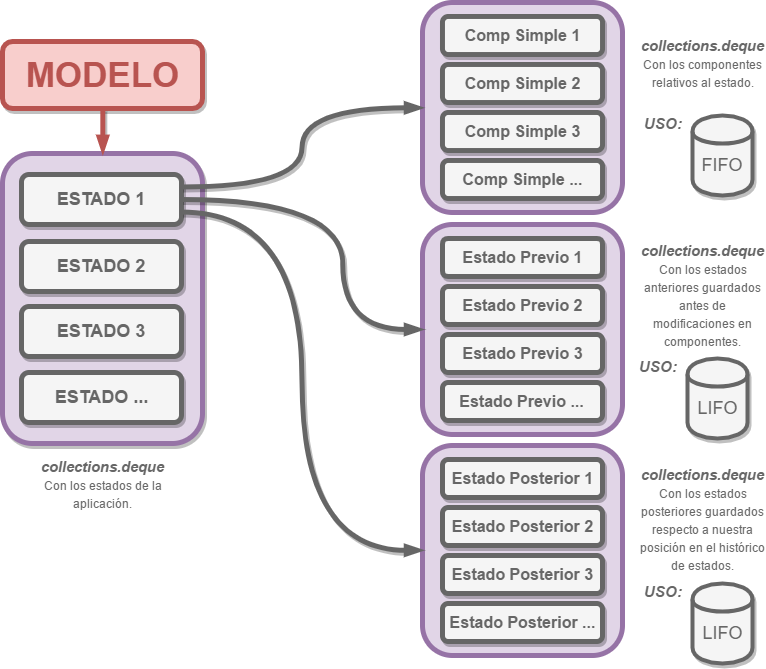 MODELO
ESTADO 1
ESTADO 2
ESTADO 3
ESTADO ...
collections.deque
Con los estados de la
aplicación.
Comp Simple 1
Comp Simple 2
Comp Simple 3
Comp Simple ...
collections.deque
Con los componentes
relativos al estado.
USO:
FIFO
Estado Previo 1
Estado Previo 2
Estado Previo 3
Estado Previo ...
collections.deque
Con los estados
anteriores guardados
antes de
modificaciones en
componentes.
USO:
LIFO
Estado Posterior 1
Estado Posterior 2
Estado Posterior 3
Estado Posterior ...
collections.deque
Con los estados
posteriores guardados
respecto a nuestra
posición en el histórico
de estados.
USO:
LIFO